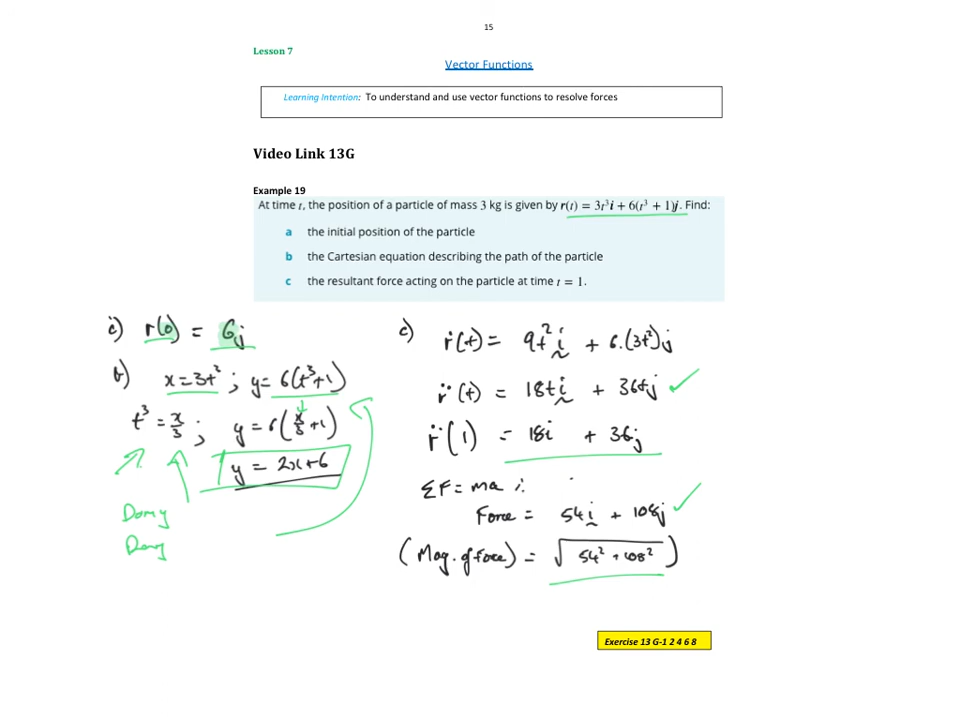 15
Lesson 7
Vector Functions
Learning Intention: To understand and use vector functions to resolve forces
Video Link 13G
Example 19
At time t, the position of a particle of mass 3 kg is given by r(t) = 3t³i + 6(t³ + 1)j. Find:
a the initial position of the particle
b the Cartesian equation describing the path of the particle
c the resultant force acting on the particle at time t = 1.
r(0) = 6j
b) x=3t² ; y= 6(t³+1)
t³ = x/3 ; y=6(x/3+1)
y = 2x+6
Dom y
c) ṙ(t) = 9t² i + 6.(3t²)j
r̈(t) = 18t i + 36t j
r̈(1) = 18i + 36j
ΣF = ma
Force = 54i + 108j
(Mag. of force) = √54² + 108² )
Exercise 13 G-1 2 4 6 8